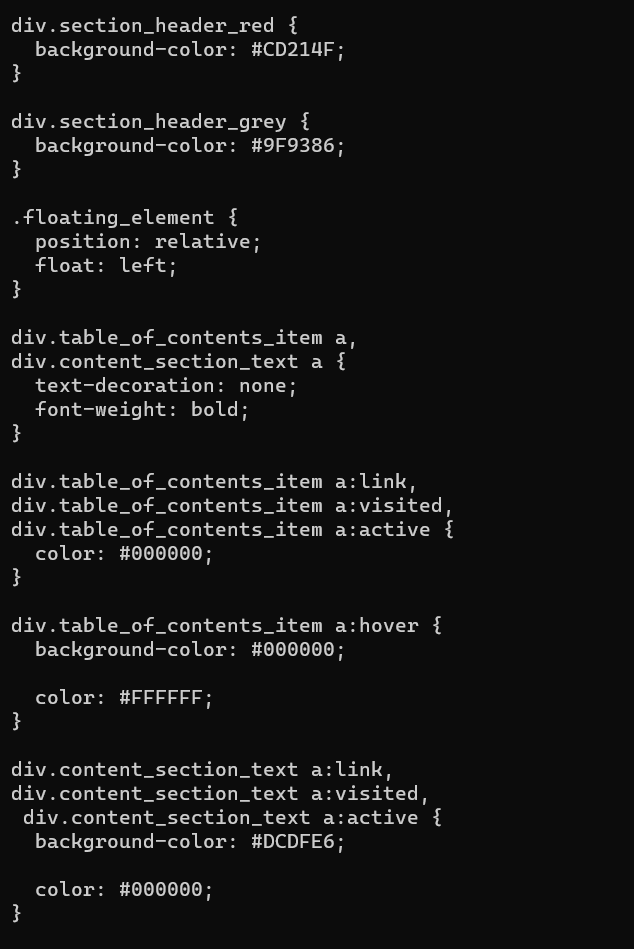 div.section_header_red {
  background-color: #CD214F;
}

div.section_header_grey {
  background-color: #9F9386;
}

.floating_element {
  position: relative;
  float: left;
}

div.table_of_contents_item a,
div.content_section_text a {
  text-decoration: none;
  font-weight: bold;
}

div.table_of_contents_item a:link,
div.table_of_contents_item a:visited,
div.table_of_contents_item a:active {
  color: #000000;
}

div.table_of_contents_item a:hover {
  background-color: #000000;

  color: #FFFFFF;
}

div.content_section_text a:link,
div.content_section_text a:visited,
 div.content_section_text a:active {
  background-color: #DCDFE6;

  color: #000000;
}